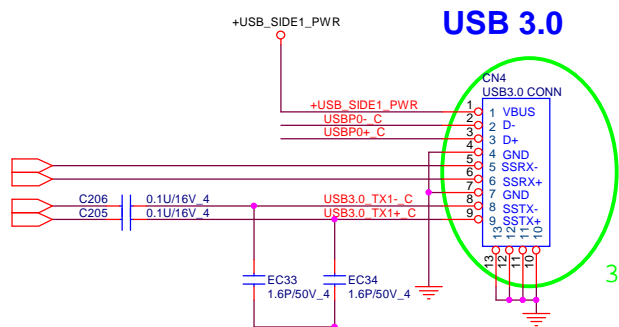 USB 3.0
+USB_SIDE1_PWR
CN4
USB3.0 CONN
+USB_SIDE1_PWR 1 1 VBUS
USBP0-_C 2 2 D-
USBP0+_C 3 3 D+
4 4 GND
5 5 SSRX-
6 6 SSRX+
7 7 GND
C206 0.1U/16V_4 USB3.0_TX1-_C 8 8 SSTX-
C205 0.1U/16V_4 USB3.0_TX1+_C 9 9 SSTX+
13 12 11 10
13 12 11 10
3
EC33 EC34
1.6P/50V_4 1.6P/50V_4